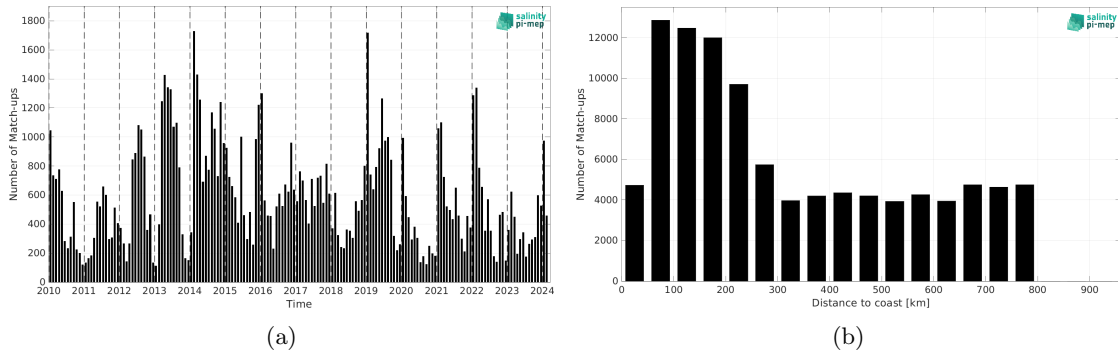 salinity
pi-mep
1800
1600
1400
1200
1000
800
600
400
200
0
Number of Match-ups
2010 2011 2012 2013 2014 2015 2016 2017 2018 2019 2020 2021 2022 2023 2024
Time
(a)
salinity
pi-mep
12000
10000
8000
6000
4000
2000
0
Number of Match-ups
0 100 200 300 400 500 600 700 800 900
Distance to coast [km]
(b)